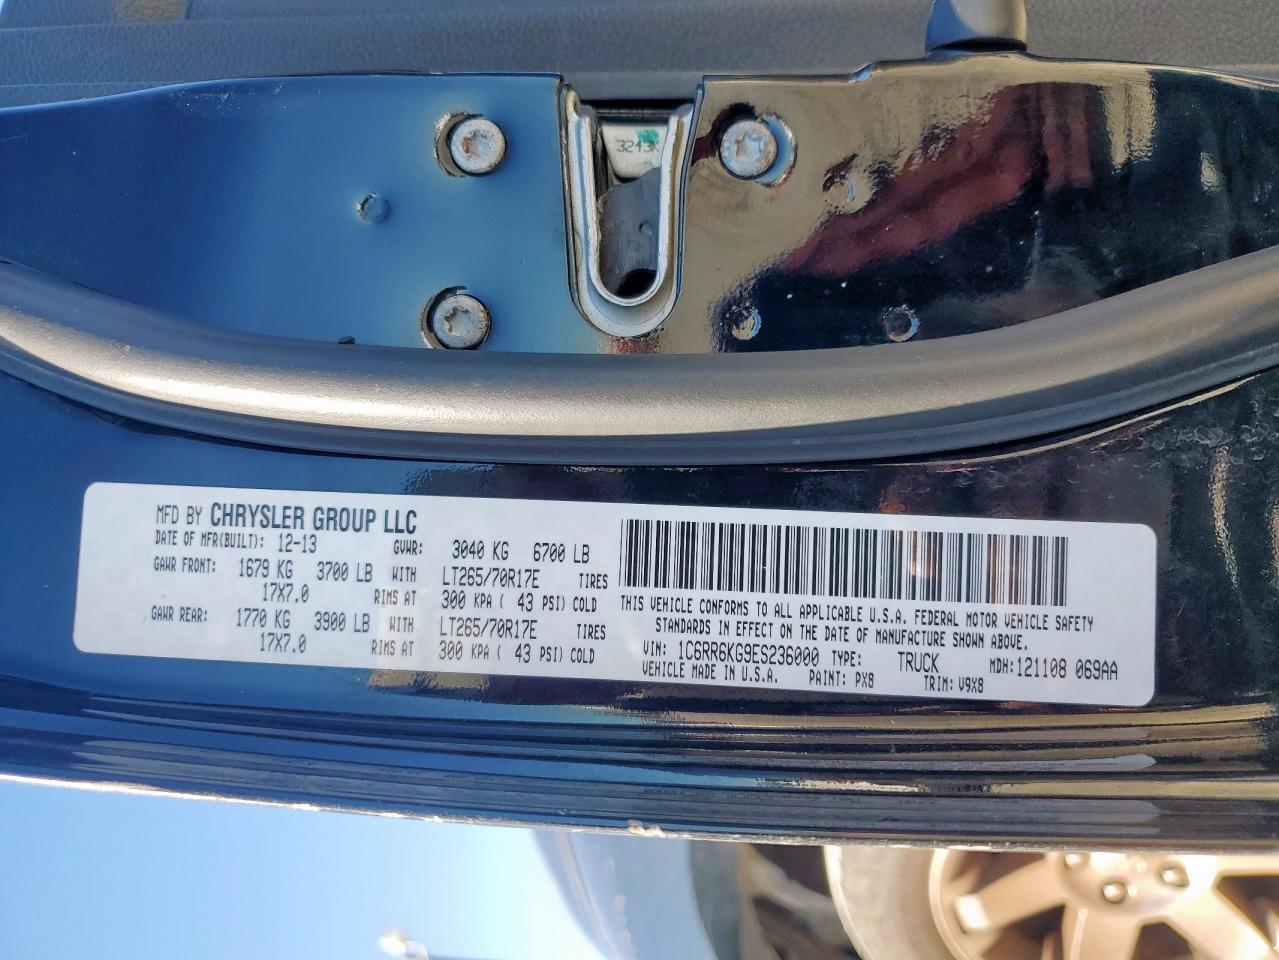 3243
MFD BY CHRYSLER GROUP LLC
DATE OF MFR(BUILT): 12-13 GVWR: 3040 KG 6700 LB
GAWR FRONT: 1679 KG 3700 LB WITH LT265/70R17E TIRES
17X7.0 RIMS AT 300 KPA ( 43 PSI) COLD
GAWR REAR: 1770 KG 3900 LB WITH LT265/70R17E TIRES
17X7.0 RIMS AT 300 KPA ( 43 PSI) COLD
THIS VEHICLE CONFORMS TO ALL APPLICABLE U.S.A. FEDERAL MOTOR VEHICLE SAFETY
STANDARDS IN EFFECT ON THE DATE OF MANUFACTURE SHOWN ABOVE.
VIN: 1C6RR6KG9ES236000 TYPE: TRUCK MDH: 121108 069AA
VEHICLE MADE IN U.S.A. PAINT: PX8 TRIM: V9X8